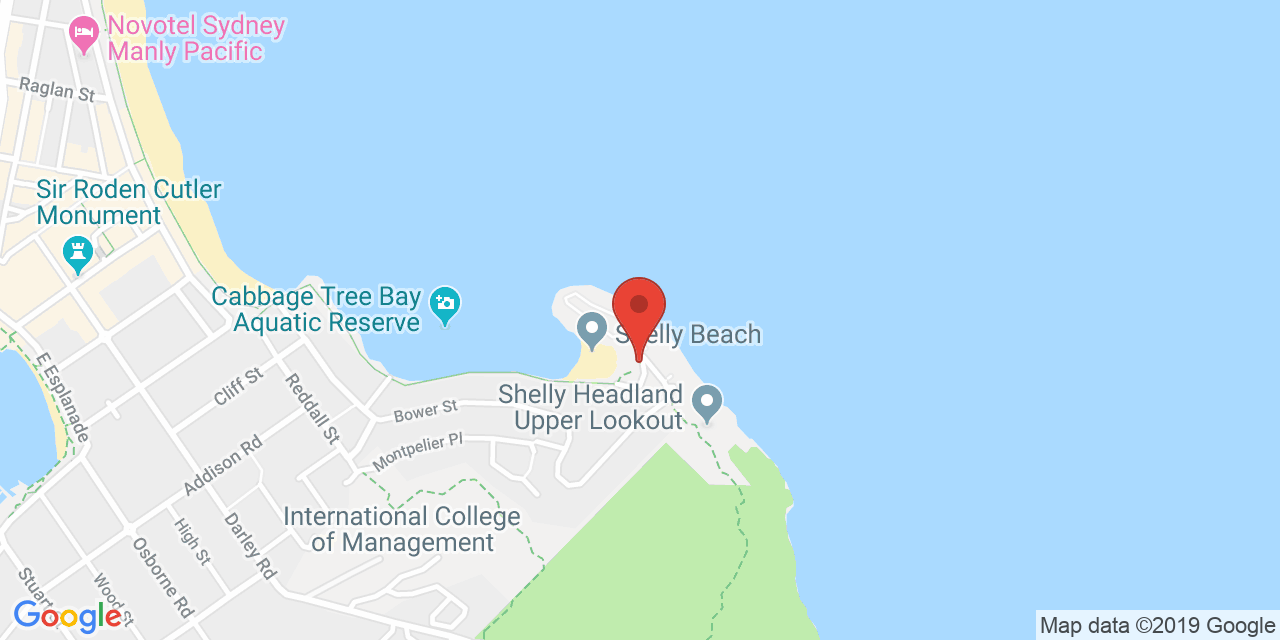 Novotel Sydney
Manly Pacific
Raglan St
Sir Roden Cutler
Monument
Cabbage Tree Bay
Aquatic Reserve
Shelly Beach
E Esplanade
Cliff St
Reddall St
Bower St
Shelly Headland
Upper Lookout
Montpelier Pl
Addison Rd
International College
of Management
High St
Darley Rd
Osborne Rd
Wood St
Stuart
Google
Map data ©2019 Google